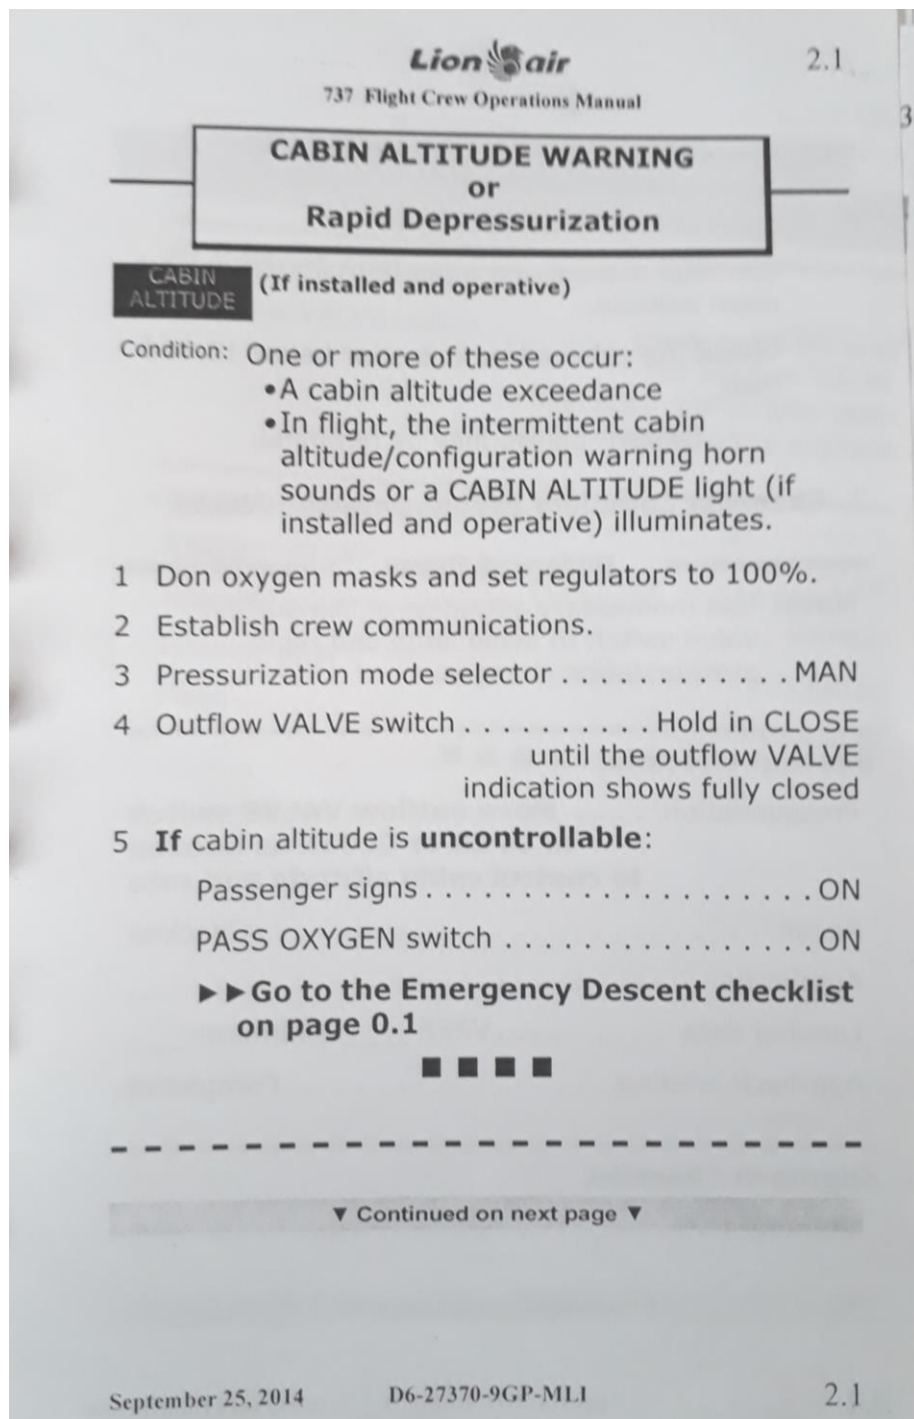 Lion air
2.1
737 Flight Crew Operations Manual
3
CABIN ALTITUDE WARNING
or
Rapid Depressurization
CABIN
ALTITUDE
(If installed and operative)
Condition: One or more of these occur:
•A cabin altitude exceedance
•In flight, the intermittent cabin
altitude/configuration warning horn
sounds or a CABIN ALTITUDE light (if
installed and operative) illuminates.
1 Don oxygen masks and set regulators to 100%.
2 Establish crew communications.
3 Pressurization mode selector . . . . . . . . . . . . MAN
4 Outflow VALVE switch . . . . . . . . . Hold in CLOSE
until the outflow VALVE
indication shows fully closed
5 If cabin altitude is uncontrollable:
Passenger signs. . . . . . . . . . . . . . . . . . . ON
PASS OXYGEN switch . . . . . . . . . . . . . . . ON
►►Go to the Emergency Descent checklist
on page 0.1
■ ■ ■ ■
▼ Continued on next page ▼
September 25, 2014
D6-27370-9GP-MLI
2.1